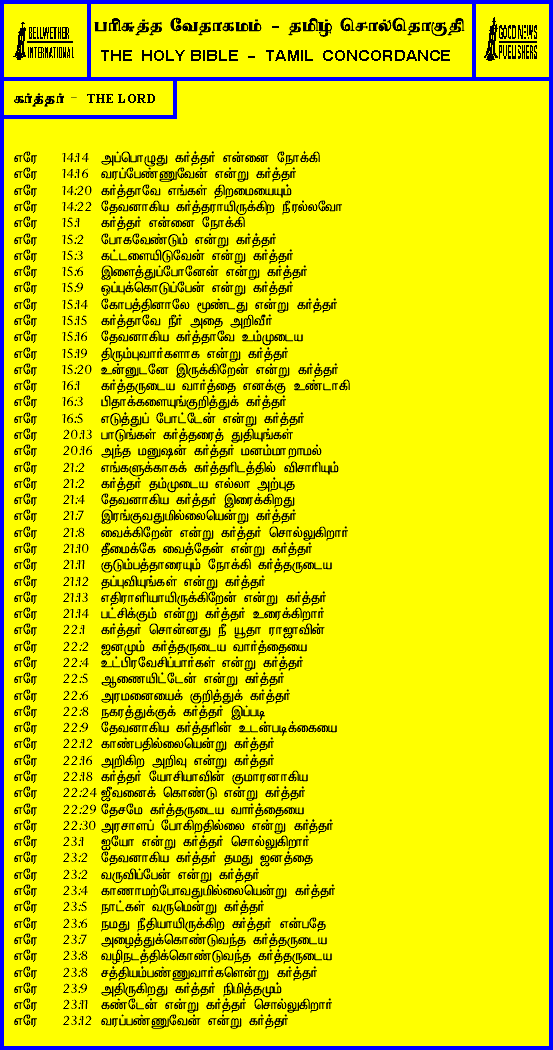 BELLWETHER INTERNATIONAL
பரிசுத்த வேதாகமம் - தமிழ் சொல்தொகுதி
THE HOLY BIBLE - TAMIL CONCORDANCE
GOOD NEWS PUBLISHERS
கர்த்தர் - THE LORD
எரே 14:14 அப்பொழுது கர்த்தர் என்னை நோக்கி
எரே 14:16 வரப்பேண்ணுவேன் என்று கர்த்தர்
எரே 14:20 கர்த்தாவே எங்கள் திறமையையும்
எரே 14:22 தேவனாகிய கர்த்தராயிருக்கிற நீரல்லவோ
எரே 15:1 கர்த்தர் என்னை நோக்கி
எரே 15:2 போகவேண்டும் என்று கர்த்தர்
எரே 15:3 கட்டளையிடுவேன் என்று கர்த்தர்
எரே 15:6 இளைத்துப்போனேன் என்று கர்த்தர்
எரே 15:9 ஒப்புக்கொடுப்பேன் என்று கர்த்தர்
எரே 15:14 கோபத்தினாலே மூண்டது என்று கர்த்தர்
எரே 15:15 கர்த்தாவே நீர் அதை அறிவீர்
எரே 15:16 தேவனாகிய கர்த்தாவே உம்முடைய
எரே 15:19 திரும்புவார்களாக என்று கர்த்தர்
எரே 15:20 உன்னுடனே இருக்கிறேன் என்று கர்த்தர்
எரே 16:1 கர்த்தருடைய வார்த்தை எனக்கு உண்டாகி
எரே 16:3 பிதாக்களையுங்குறித்துக் கர்த்தர்
எரே 16:5 எடுத்துப் போட்டேன் என்று கர்த்தர்
எரே 20:13 பாடுங்கள் கர்த்தரைத் துதியுங்கள்
எரே 20:16 அந்த மனுஷன் கர்த்தர் மனம்மாறாமல்
எரே 21:2 எங்களுக்காகக் கர்த்தரிடத்தில் விசாரியும்
எரே 21:2 கர்த்தர் தம்முடைய எல்லா அற்புத
எரே 21:4 தேவனாகிய கர்த்தர் இரைக்கிறது
எரே 21:7 இரங்குவதுமில்லையென்று கர்த்தர்
எரே 21:8 வைக்கிறேன் என்று கர்த்தர் சொல்லுகிறார்
எரே 21:10 தீமைக்கே வைத்தேன் என்று கர்த்தர்
எரே 21:11 குடும்பத்தாரையும் நோக்கி கர்த்தருடைய
எரே 21:12 தப்புவியுங்கள் என்று கர்த்தர்
எரே 21:13 எதிராளியாயிருக்கிறேன் என்று கர்த்தர்
எரே 21:14 பட்சிக்கும் என்று கர்த்தர் உரைக்கிறார்
எரே 22:1 கர்த்தர் சொன்னது நீ யூதா ராஜாவின்
எரே 22:2 ஜனமும் கர்த்தருடைய வார்த்தையை
எரே 22:4 உட்பிரவேசிப்பார்கள் என்று கர்த்தர்
எரே 22:5 ஆணையிட்டேன் என்று கர்த்தர்
எரே 22:6 அரமனையைக் குறித்துக் கர்த்தர்
எரே 22:8 நகரத்துக்குக் கர்த்தர் இப்படி
எரே 22:9 தேவனாகிய கர்த்தரின் உடன்படிக்கையை
எரே 22:12 காண்பதில்லையென்று கர்த்தர்
எரே 22:16 அறிகிற அறிவு என்று கர்த்தர்
எரே 22:18 கர்த்தர் யோசியாவின் குமாரனாகிய
எரே 22:24 ஜீவனைக் கொண்டு என்று கர்த்தர்
எரே 22:29 தேசமே கர்த்தருடைய வார்த்தையை
எரே 22:30 அரசாளப் போகிறதில்லை என்று கர்த்தர்
எரே 23:1 ஐயோ என்று கர்த்தர் சொல்லுகிறார்
எரே 23:2 தேவனாகிய கர்த்தர் தமது ஜனத்தை
எரே 23:2 வருவிப்பேன் என்று கர்த்தர்
எரே 23:4 காணாமற்போவதுமில்லையென்று கர்த்தர்
எரே 23:5 நாட்கள் வருமென்று கர்த்தர்
எரே 23:6 நமது நீதியாயிருக்கிற கர்த்தர் என்பதே
எரே 23:7 அழைத்துக்கொண்டுவந்த கர்த்தருடைய
எரே 23:8 வழிநடத்திக்கொண்டுவந்த கர்த்தருடைய
எரே 23:8 சத்தியம்பண்ணுவார்களென்று கர்த்தர்
எரே 23:9 அதிருகிறது கர்த்தர் நிமித்தமும்
எரே 23:11 கண்டேன் என்று கர்த்தர் சொல்லுகிறார்
எரே 23:12 வரப்பண்ணுவேன் என்று கர்த்தர்